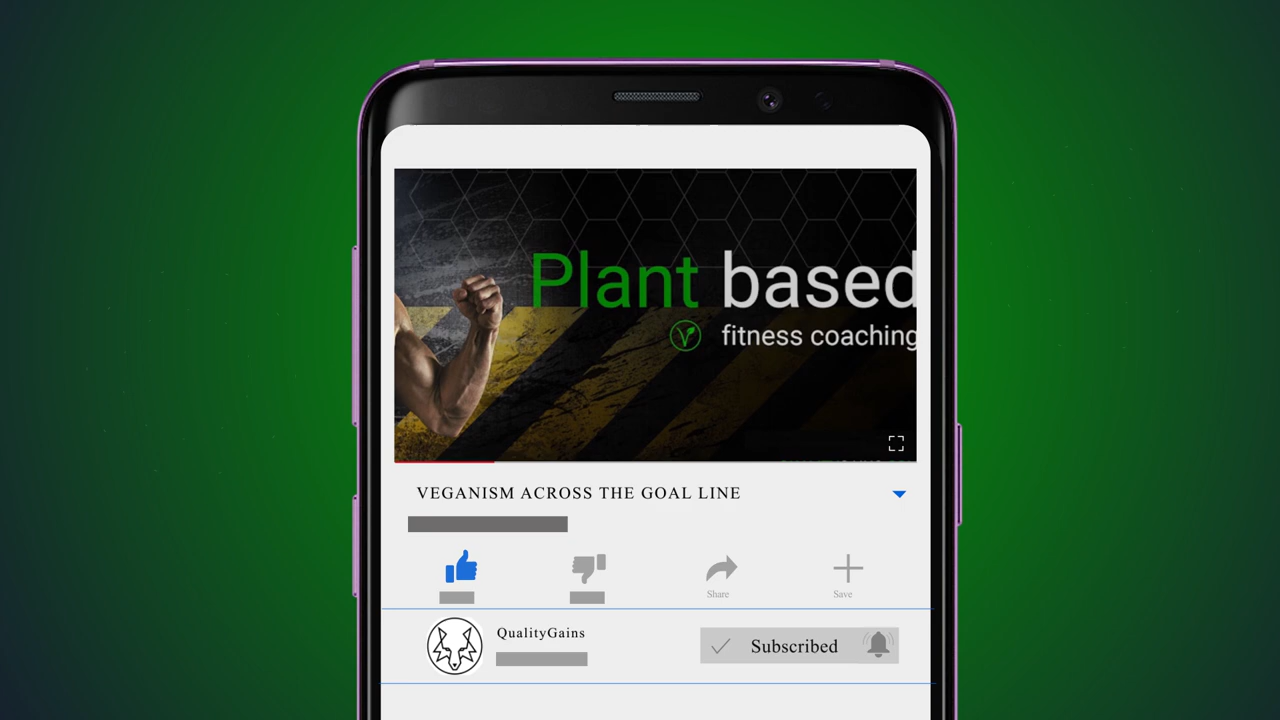 Plant based
fitness coaching
VEGANISM ACROSS THE GOAL LINE
Share
Save
QualityGains
Subscribed